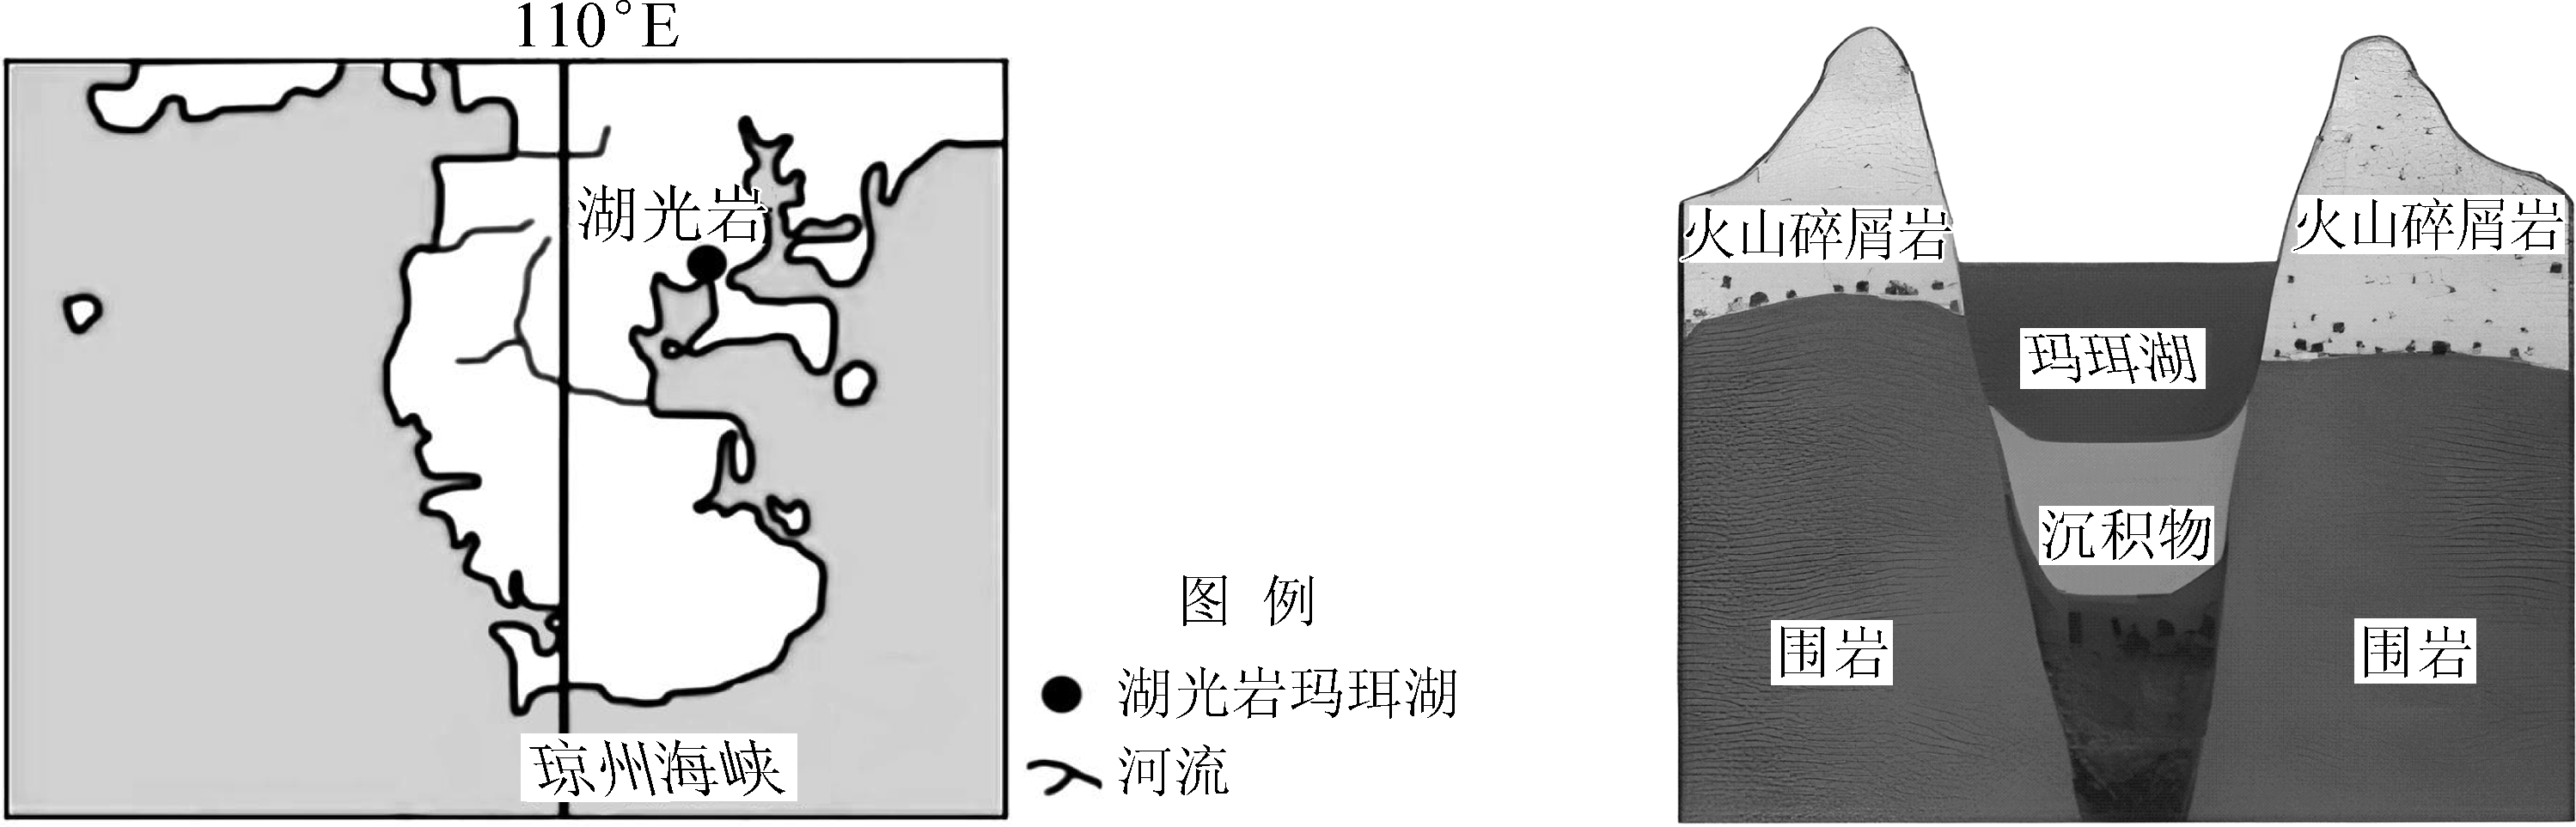 110°E
湖光岩
琼州海峡
图 例
湖光岩玛珥湖
河流
火山碎屑岩
火山碎屑岩
玛珥湖
沉积物
围岩
围岩